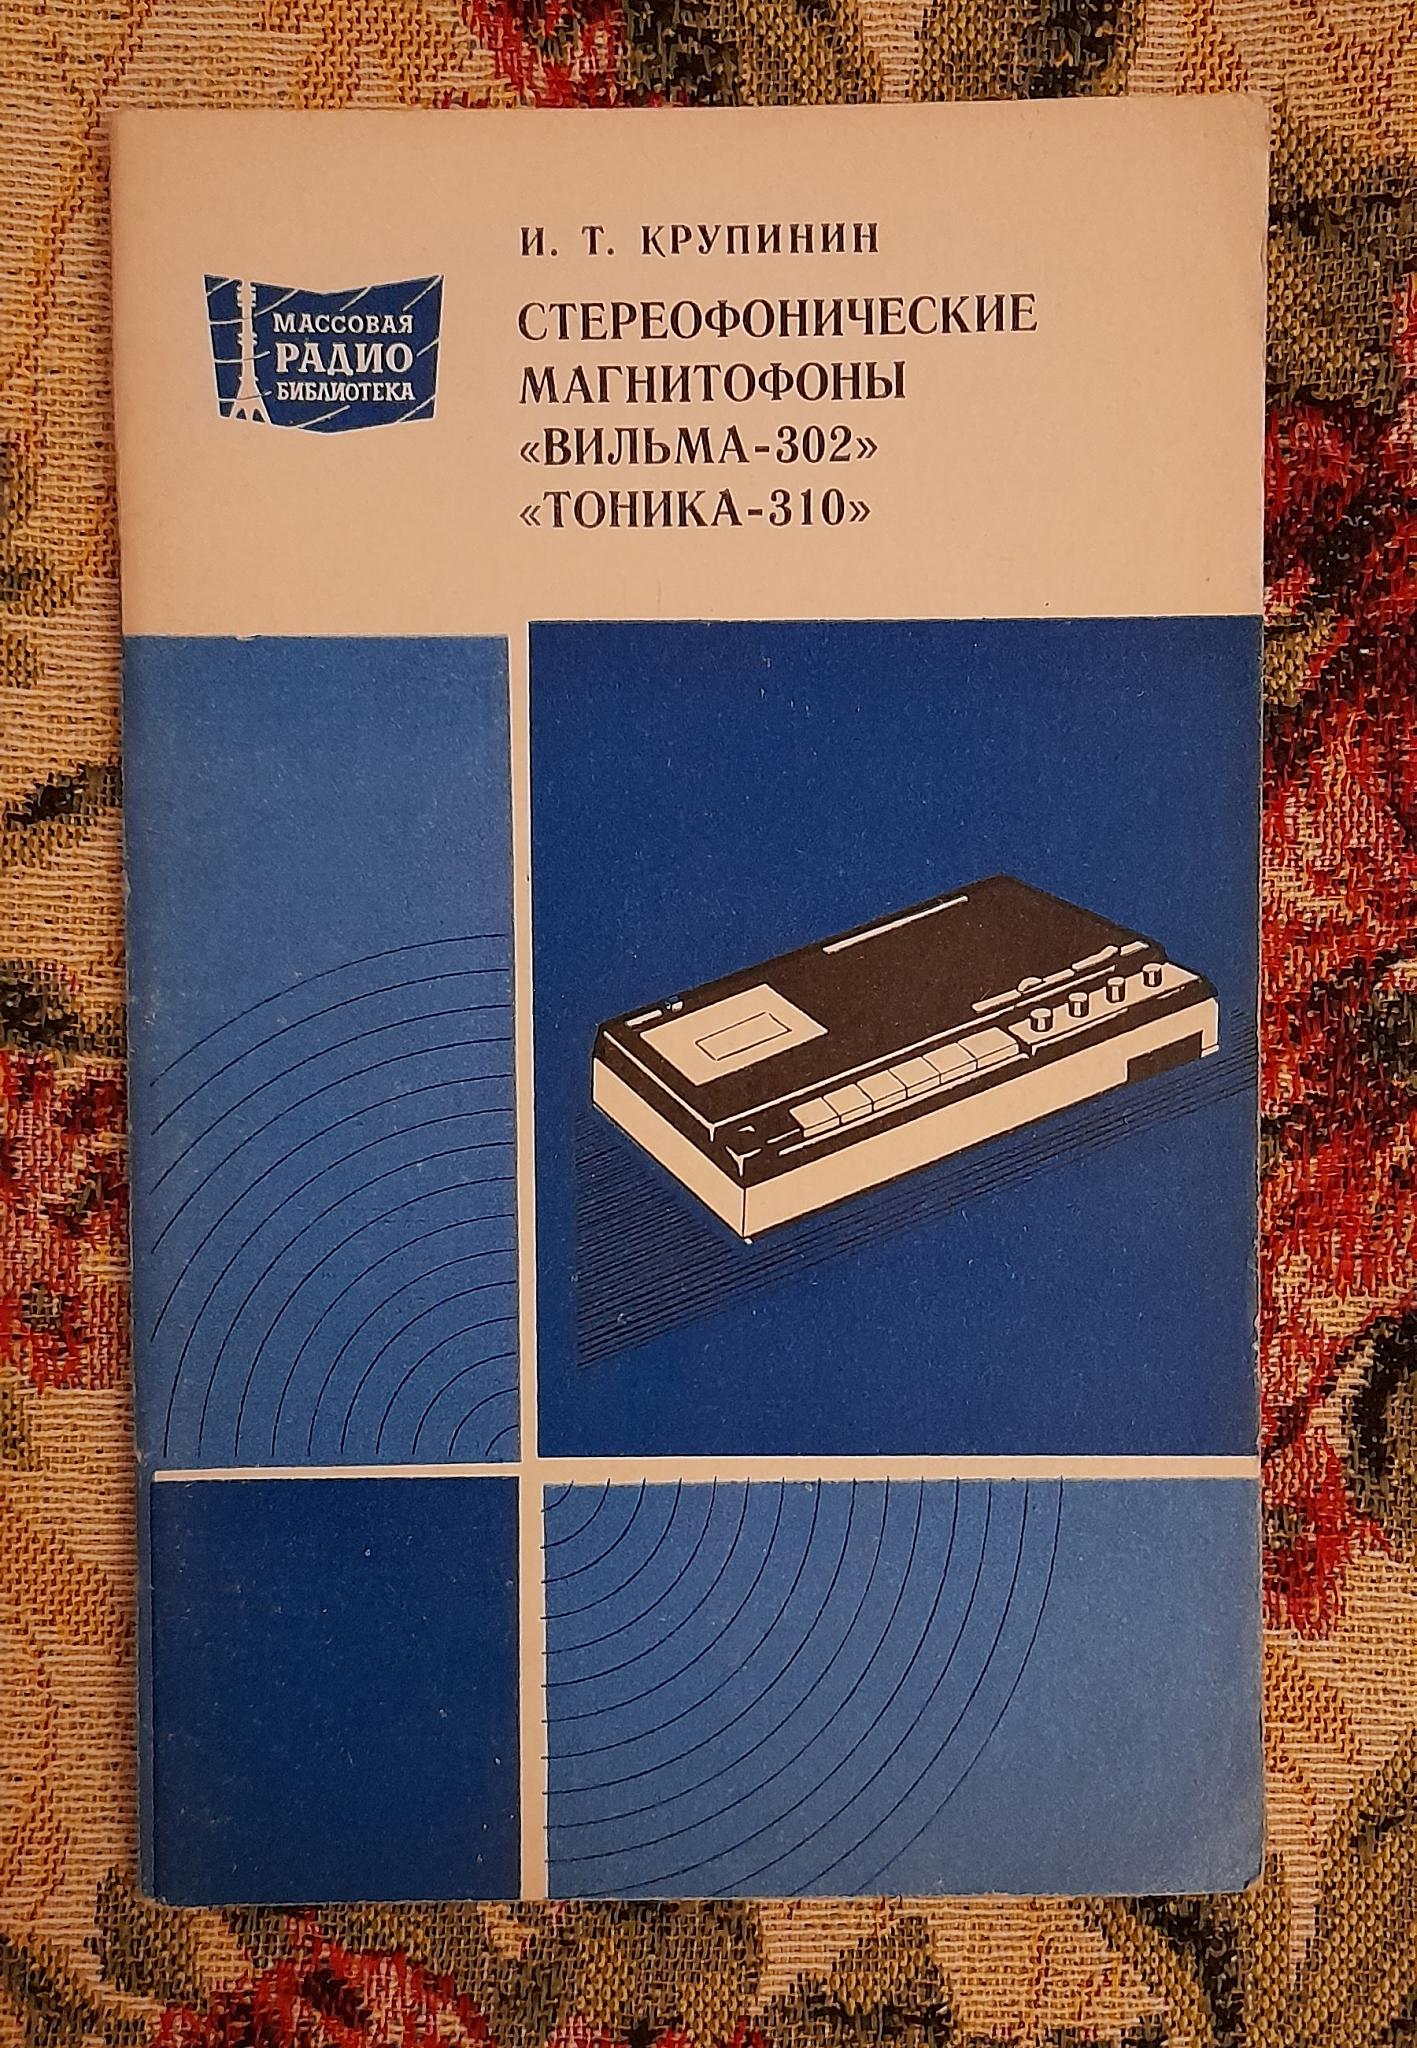 И. Т. КРУПИНИН
МАССОВАЯ
РАДИО
БИБЛИОТЕКА
СТЕРЕОФОНИЧЕСКИЕ
МАГНИТОФОНЫ
«ВИЛЬМА-302»
«ТОНИКА-310»